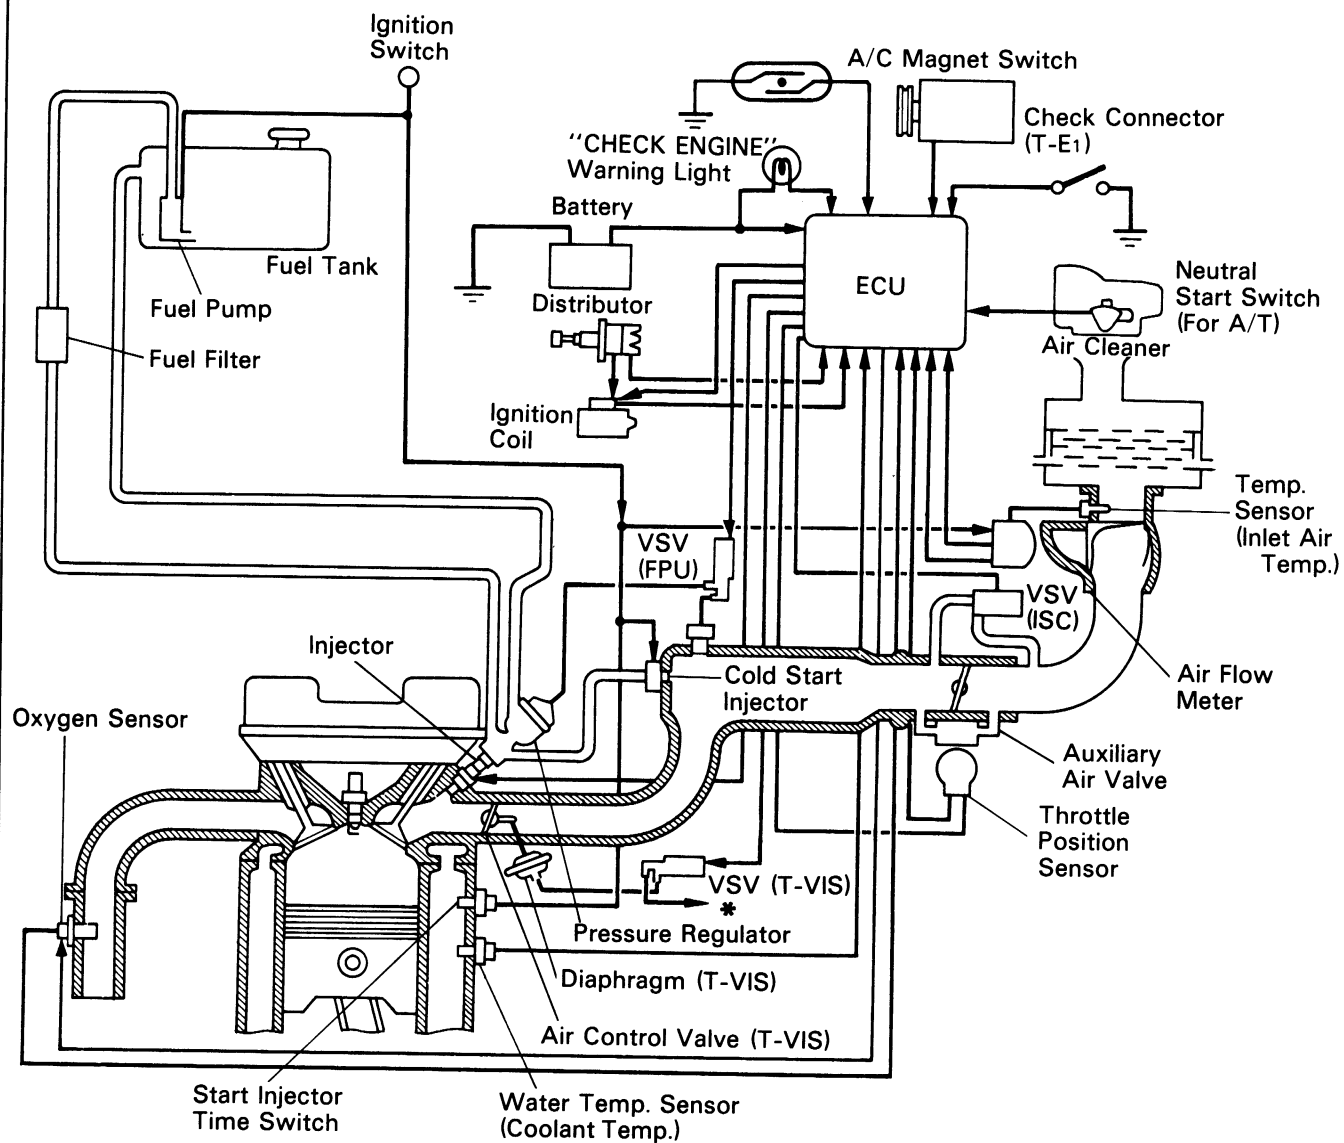 Ignition
Switch
A/C Magnet Switch
Check Connector
(T-E1)
"CHECK ENGINE"
Warning Light
Battery
Fuel Tank
ECU
Neutral
Start Switch
(For A/T)
Fuel Pump
Distributor
Air Cleaner
Fuel Filter
Ignition
Coil
Temp.
Sensor
(Inlet Air
Temp.)
VSV
(FPU)
VSV
(ISC)
Injector
Cold Start
Injector
Air Flow
Meter
Oxygen Sensor
Auxiliary
Air Valve
Throttle
Position
Sensor
VSV (T-VIS)
*
Pressure Regulator
Diaphragm (T-VIS)
Air Control Valve (T-VIS)
Start Injector
Time Switch
Water Temp. Sensor
(Coolant Temp.)